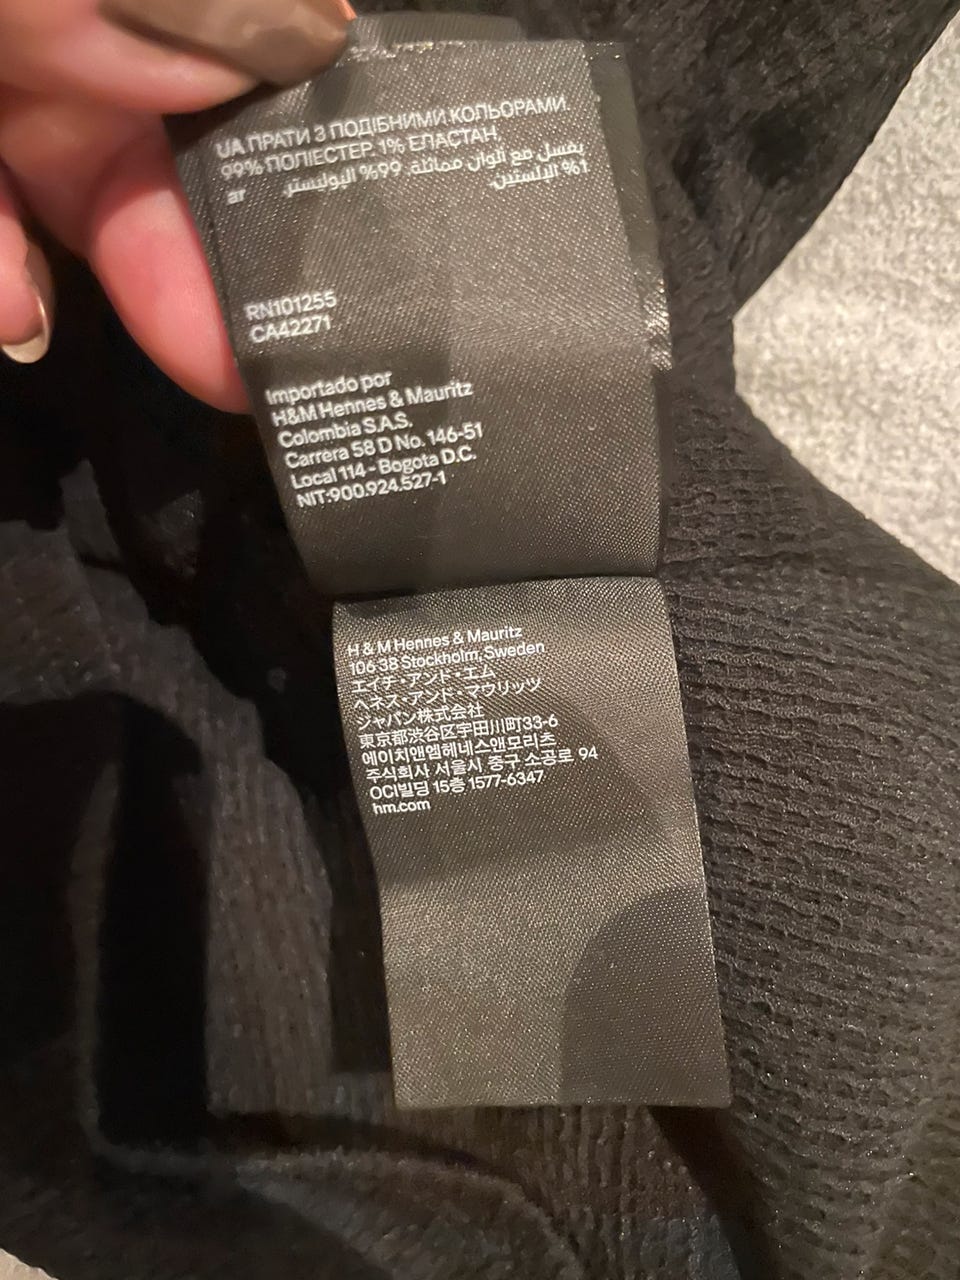 UA ПРАТИ З ПОДІБНИМИ КОЛЬОРАМИ.
99% ПОЛІЕСТЕР, 1% ЕЛАСТАН
ar يغسل مع ألوان مماثلة. 99% البوليستر،
1% إيلستين.
RN101255
CA42271
Importado por
H&M Hennes & Mauritz
Colombia S.A.S.
Carrera 58 D No. 146-51
Local 114 - Bogota D.C.
NIT:900.924.527-1
H & M Hennes & Mauritz
106 38 Stockholm, Sweden
エイチ・アンド・エム
ヘネス・アンド・マウリッツ
ジャパン株式会社
東京都渋谷区宇田川町33-6
에이치앤엠헤네스앤모리츠
주식회사 서울시 중구 소공로 94
OCI빌딩 15층 1577-6347
hm.com